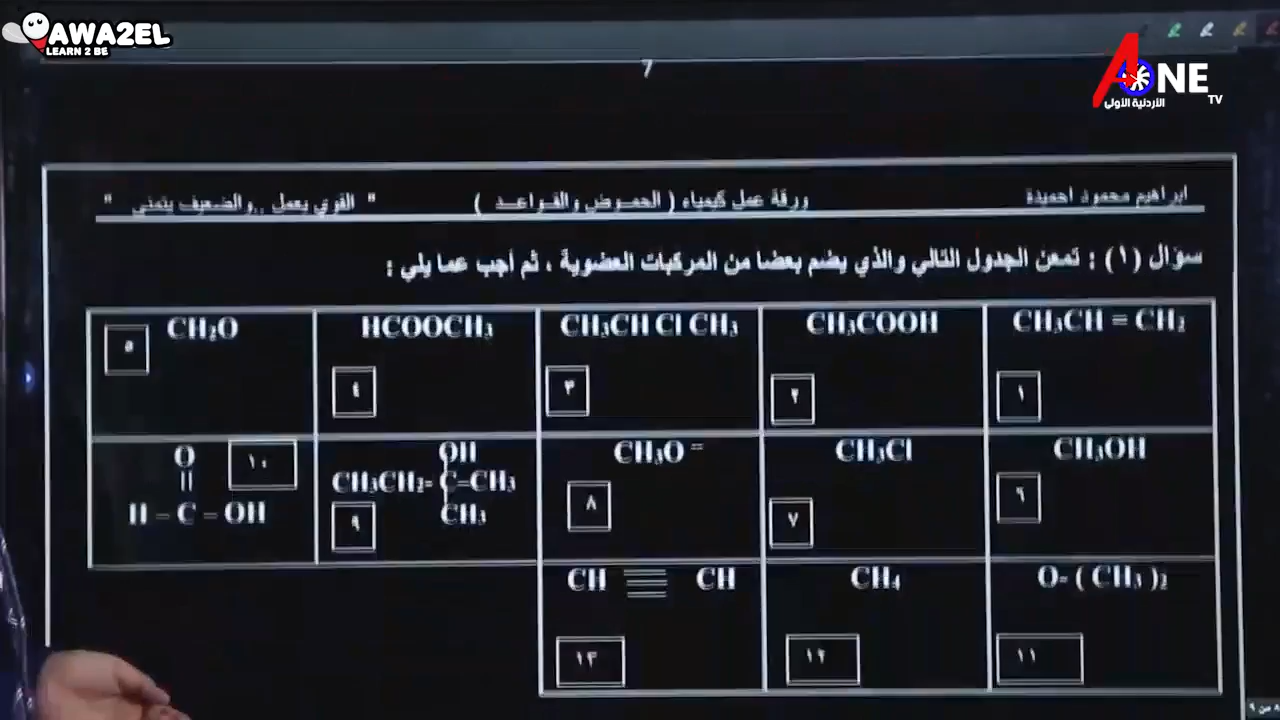 AWA2EL
LEARN 2 BE
A ONE TV
الأردنية الأولى
7
ابراهيم محمود احميدة ورقة عمل كيمياء ( الحموض والقواعد ) " القوي يعمل ..والضعيف يتمنى "
سؤال (١) : تمعن الجدول التالي والذي يضم بعضا من المركبات العضوية ، ثم أجب عما يلي :
CH₃CH = CH₂
١
CH₃COOH
٢
CH₃CH Cl CH₃
٣
HCOOCH₃
٤
CH₂O
٥
CH₃OH
٦
CH₃Cl
٧
CH₃O ⁻
٨
OH
CH₃CH₂- C -CH₃
CH₃
٩
O
||
H – C – OH
١٠
O- ( CH₃ )₂
١١
CH₄
١٢
CH ≡ CH
١٣